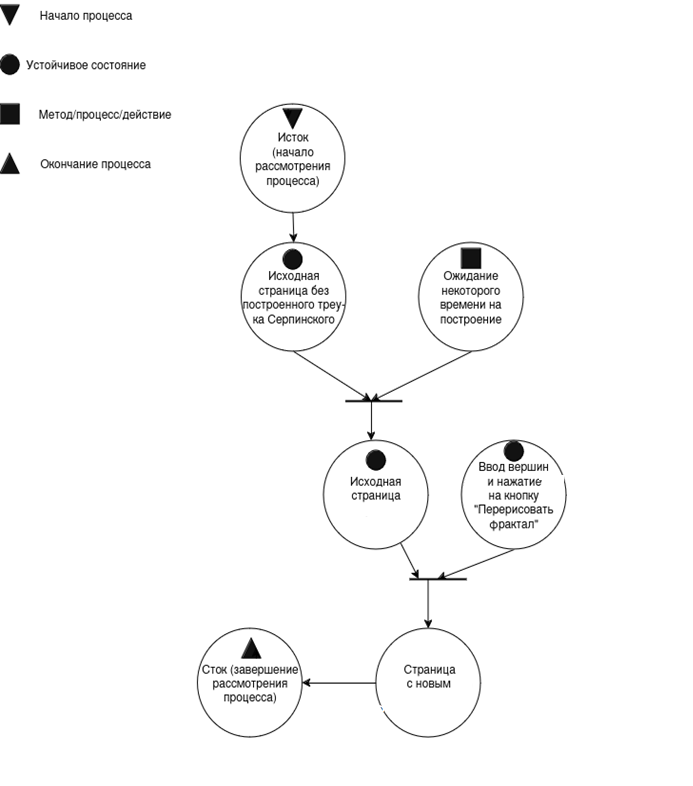 Начало процесса
Устойчивое состояние
Метод/процесс/действие
Окончание процесса
Исток
(начало
рассмотрения
процесса)
Исходная
страница без
построенного треу-
ка Серпинского
Ожидание
некоторого
времени на
построение
Исходная
страница
Ввод вершин
и нажатие
на кнопку
"Перерисовать
фрактал"
Сток (завершение
рассмотрения
процесса)
Страница
с новым